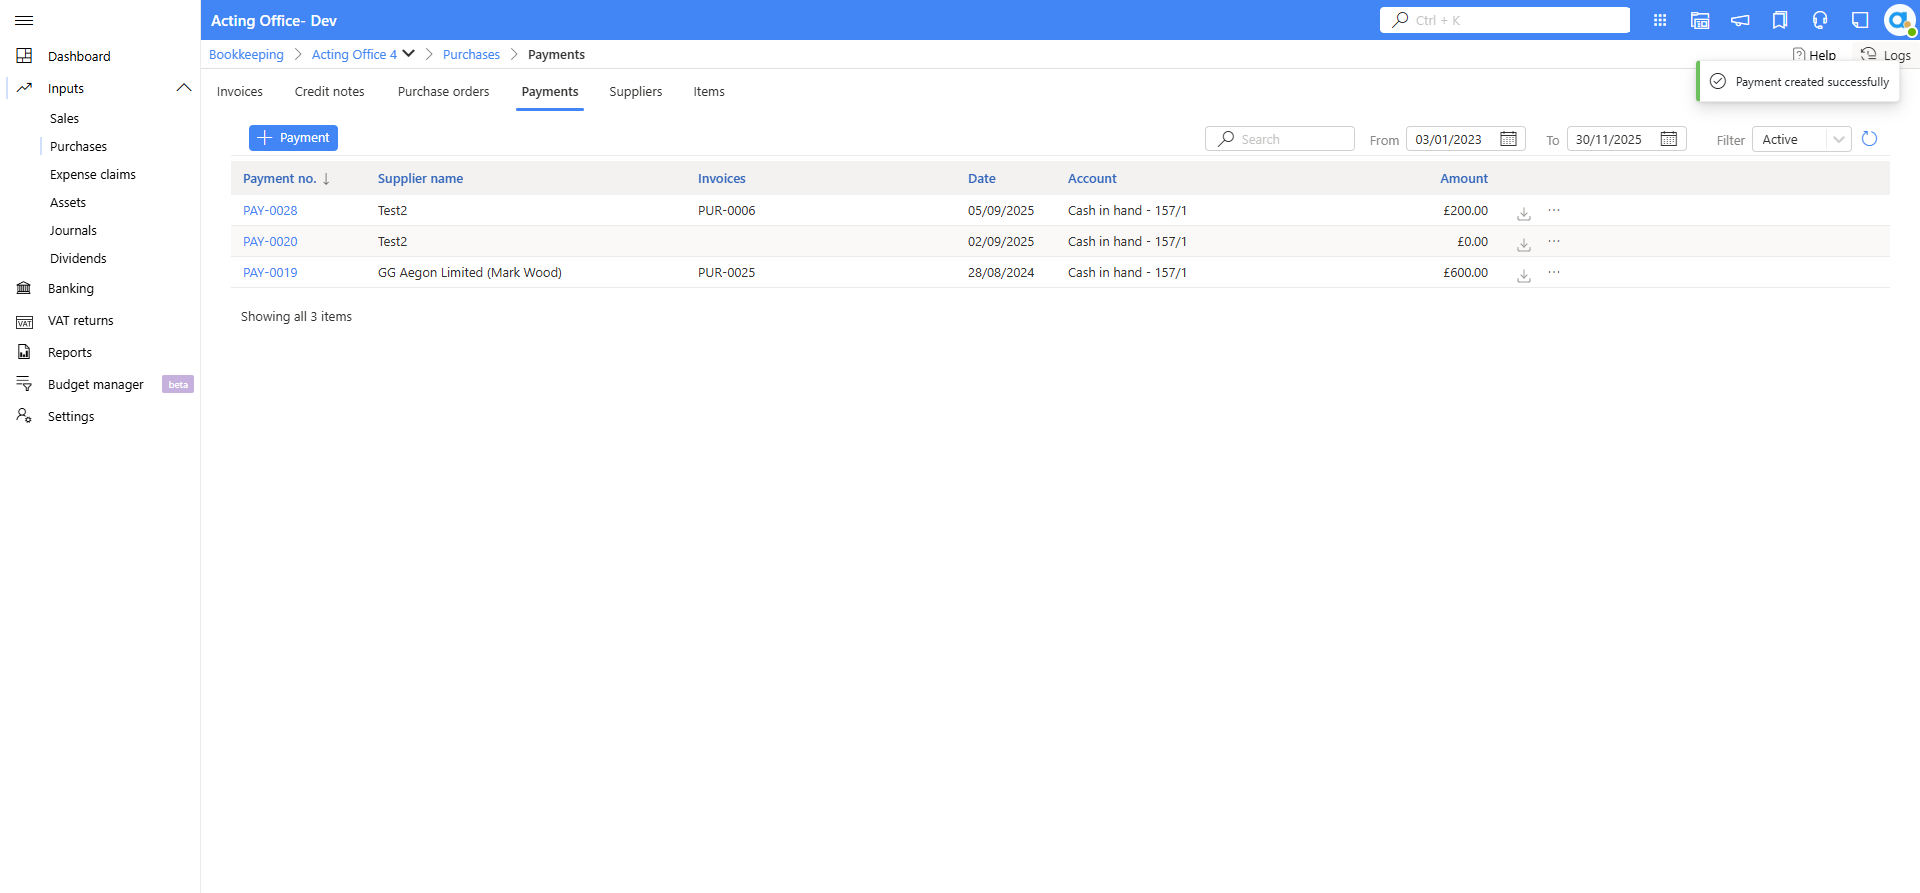 Acting Office- Dev
Ctrl + K
Dashboard
Inputs
Sales
Purchases
Expense claims
Assets
Journals
Dividends
Banking
VAT returns
Reports
Budget manager beta
Settings
Bookkeeping Acting Office 4 Purchases Payments
Help Logs
Payment created successfully
Invoices Credit notes Purchase orders Payments Suppliers Items
Payment
Search From 03/01/2023 To 30/11/2025 Filter Active
Payment no. ↓ Supplier name Invoices Date Account Amount
PAY-0028 Test2 PUR-0006 05/09/2025 Cash in hand - 157/1 £200.00 ...
PAY-0020 Test2 02/09/2025 Cash in hand - 157/1 £0.00 ...
PAY-0019 GG Aegon Limited (Mark Wood) PUR-0025 28/08/2024 Cash in hand - 157/1 £600.00 ...
Showing all 3 items